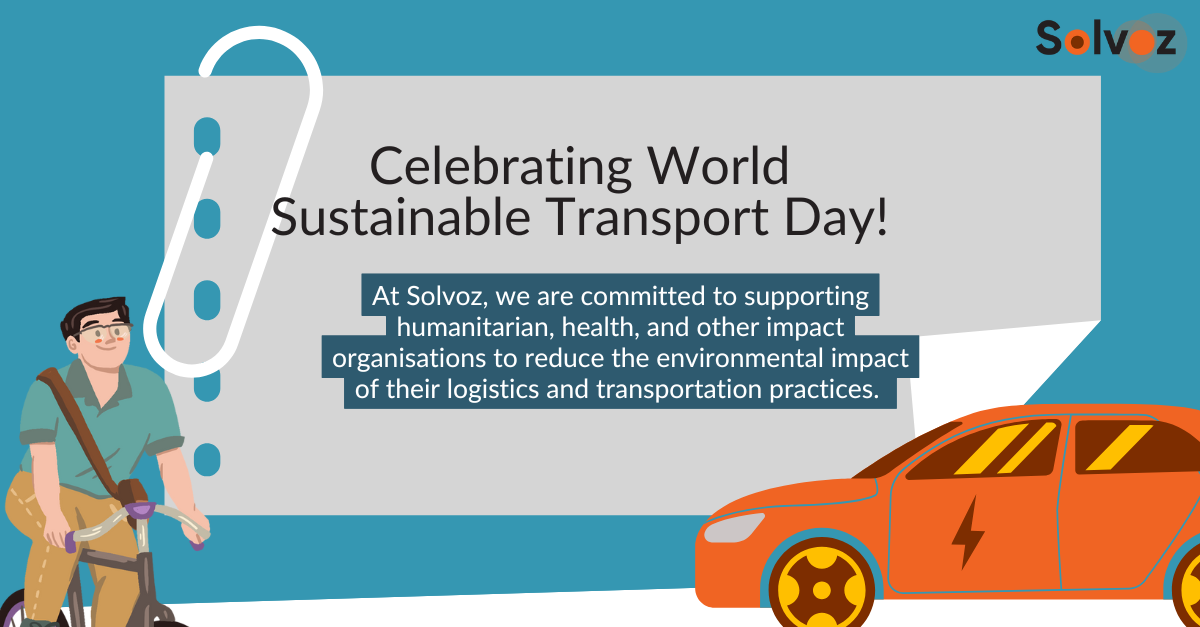 Solvoz
Celebrating World
Sustainable Transport Day!
At Solvoz, we are committed to supporting
humanitarian, health, and other impact
organisations to reduce the environmental impact
of their logistics and transportation practices.